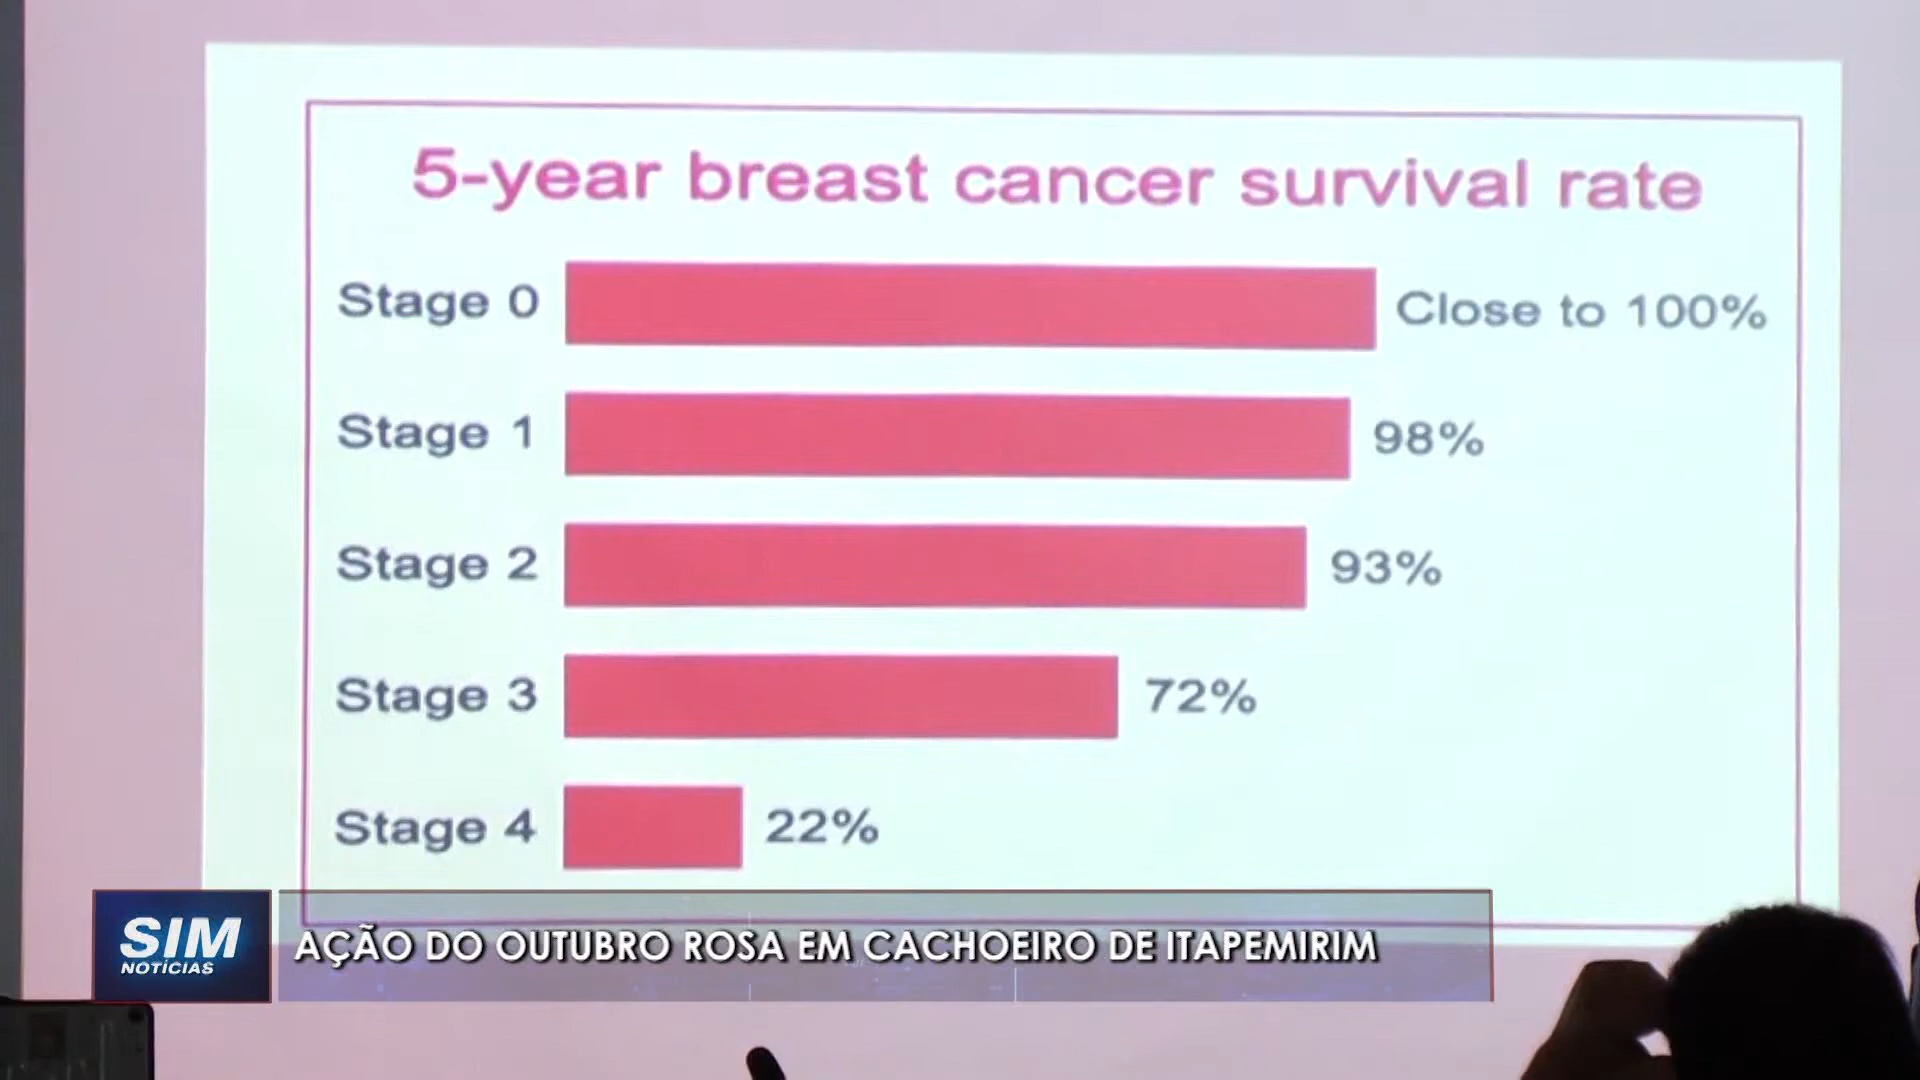 5-year breast cancer survival rate
Stage 0 Close to 100%
Stage 1 98%
Stage 2 93%
Stage 3 72%
Stage 4 22%
SIM
NOTÍCIAS
AÇÃO DO OUTUBRO ROSA EM CACHOEIRO DE ITAPEMIRIM